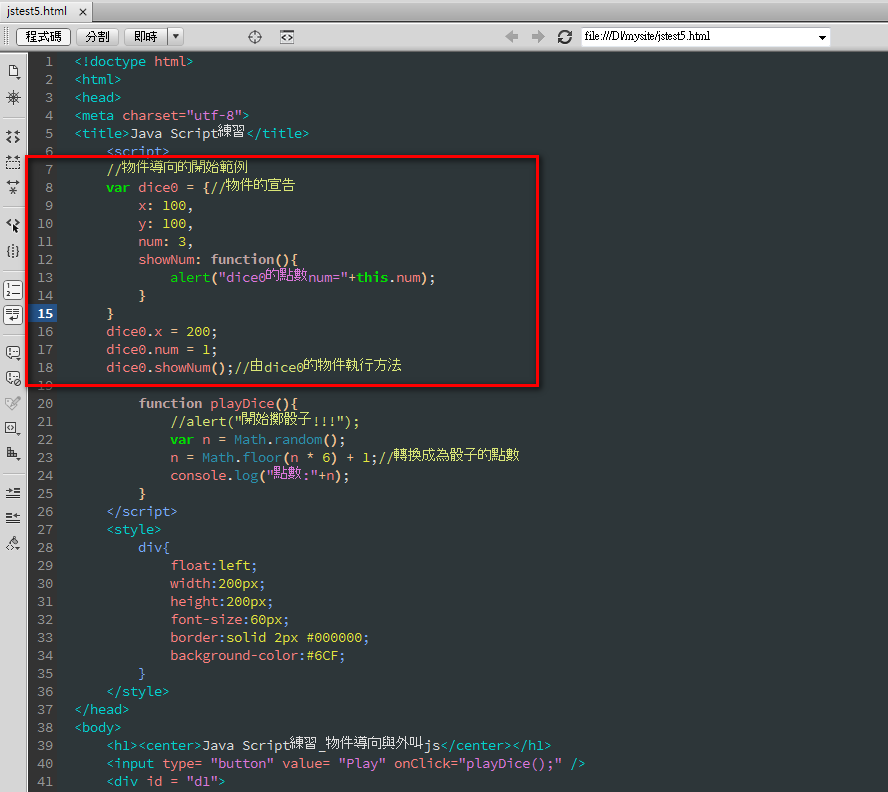 jstest5.html ×
程式碼 分割 即時 file:///D|/mysite/jstest5.html
1 <!doctype html>
2 <html>
3 <head>
4 <meta charset="utf-8">
5 <title>Java Script練習</title>
6 <script>
7 //物件導向的開始範例
8 var dice0 = {//物件的宣告
9 x: 100,
10 y: 100,
11 num: 3,
12 showNum: function(){
13 alert("dice0的點數num="+this.num);
14 }
15 }
16 dice0.x = 200;
17 dice0.num = 1;
18 dice0.showNum();//由dice0的物件執行方法
19
20 function playDice(){
21 //alert("開始擲骰子!!!");
22 var n = Math.random();
23 n = Math.floor(n * 6) + 1;//轉換成為骰子的點數
24 console.log("點數:"+n);
25 }
26 </script>
27 <style>
28 div{
29 float:left;
30 width:200px;
31 height:200px;
32 font-size:60px;
33 border:solid 2px #000000;
34 background-color:#6CF;
35 }
36 </style>
37 </head>
38 <body>
39 <h1><center>Java Script練習_物件導向與外叫js</center></h1>
40 <input type= "button" value= "Play" onClick="playDice();" />
41 <div id = "d1">